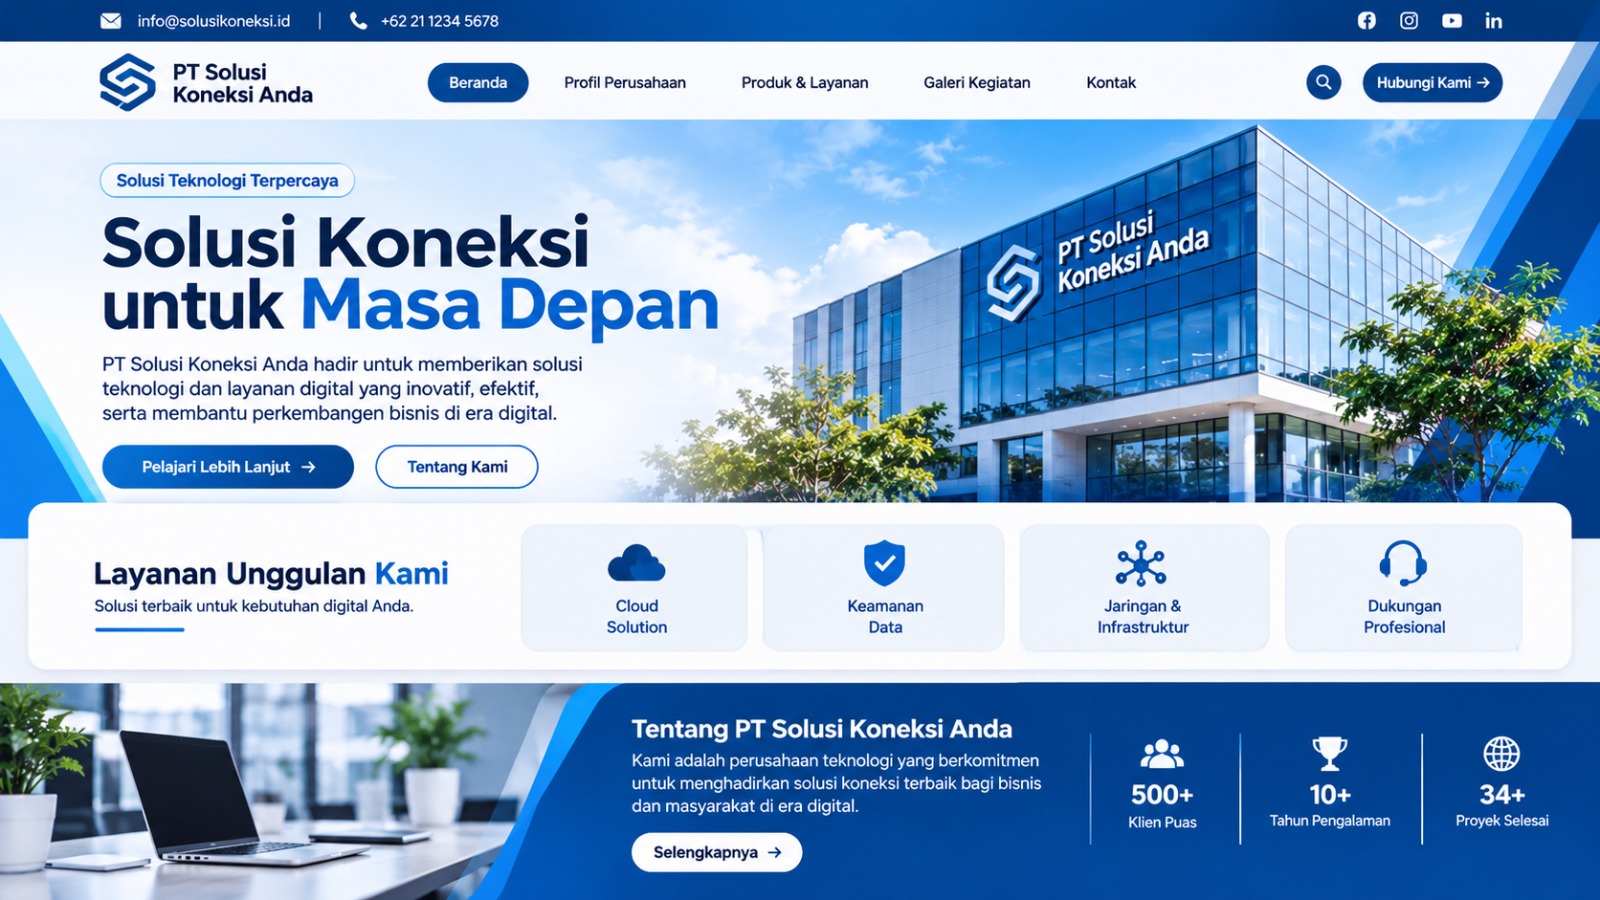 info@solusikoneksi.id
+62 21 1234 5678
PT Solusi
Koneksi Anda
Beranda
Profil Perusahaan
Produk & Layanan
Galeri Kegiatan
Kontak
Hubungi Kami →
Solusi Teknologi Terpercaya
Solusi Koneksi
untuk Masa Depan
PT Solusi Koneksi Anda hadir untuk memberikan solusi
teknologi dan layanan digital yang inovatif, efektif,
serta membantu perkembangen bisnis di era digital.
Pelajari Lebih Lanjut →
Tentang Kami
PT Solusi
Koneksi Anda
Layanan Unggulan Kami
Solusi terbaik untuk kebutuhan digital Anda.
Cloud
Solution
Keamanan
Data
Jaringan &
Infrastruktur
Dukungan
Profesional
Tentang PT Solusi Koneksi Anda
Kami adalah perusahaan teknologi yang berkomitmen
untuk menghadirkan solusi koneksi terbaik bagi bisnis
dan masyarakat di era digital.
Selengkapnya →
500+
Klien Puas
10+
Tahun Pengalaman
34+
Proyek Selesai